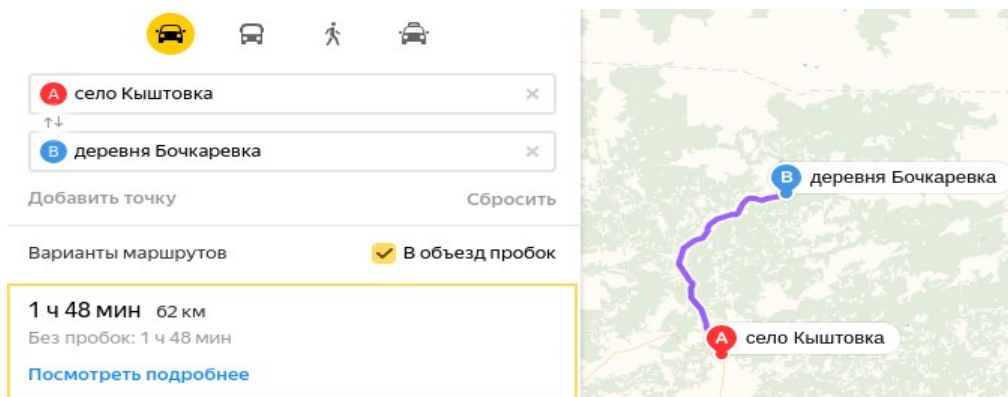 A село Кыштовка ×
↑↓
B деревня Бочкаревка ×
Добавить точку Сбросить
Варианты маршрутов В объезд пробок
1 ч 48 мин 62 км
Без пробок: 1 ч 48 мин
Посмотреть подробнее
B деревня Бочкаревка
A село Кыштовка